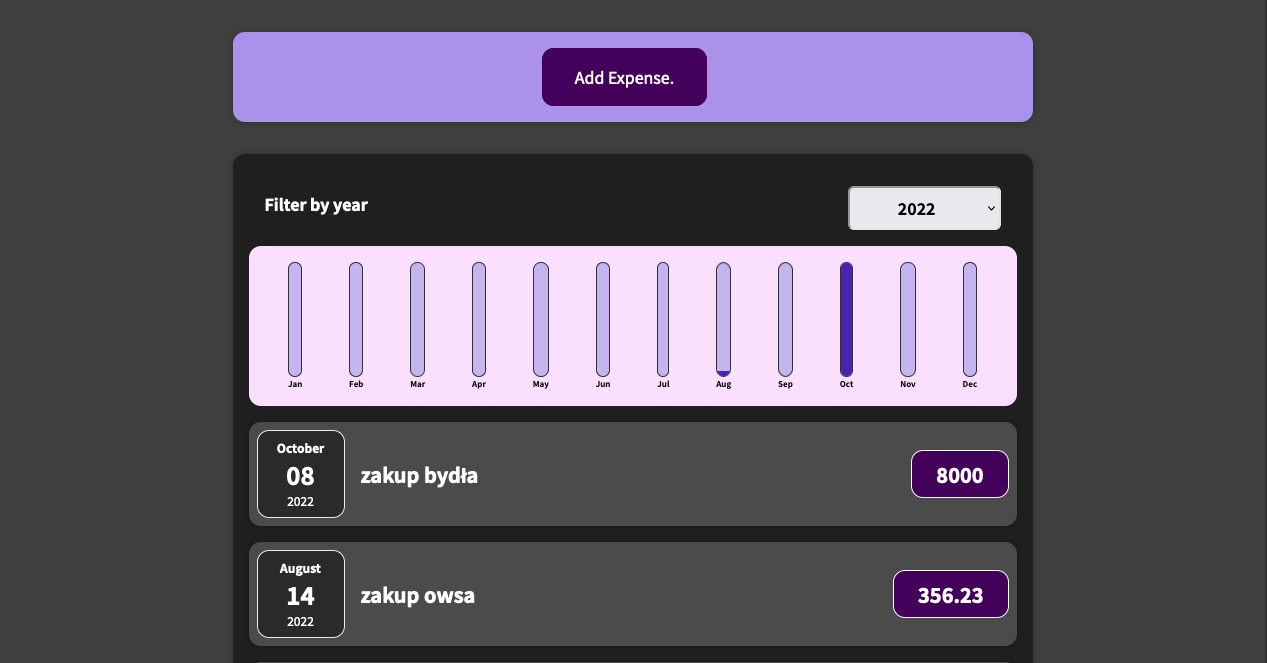 Add Expense.
Filter by year
2022
Jan Feb Mar Apr May Jun Jul Aug Sep Oct Nov Dec
October
08
2022
zakup bydła
8000
August
14
2022
zakup owsa
356.23